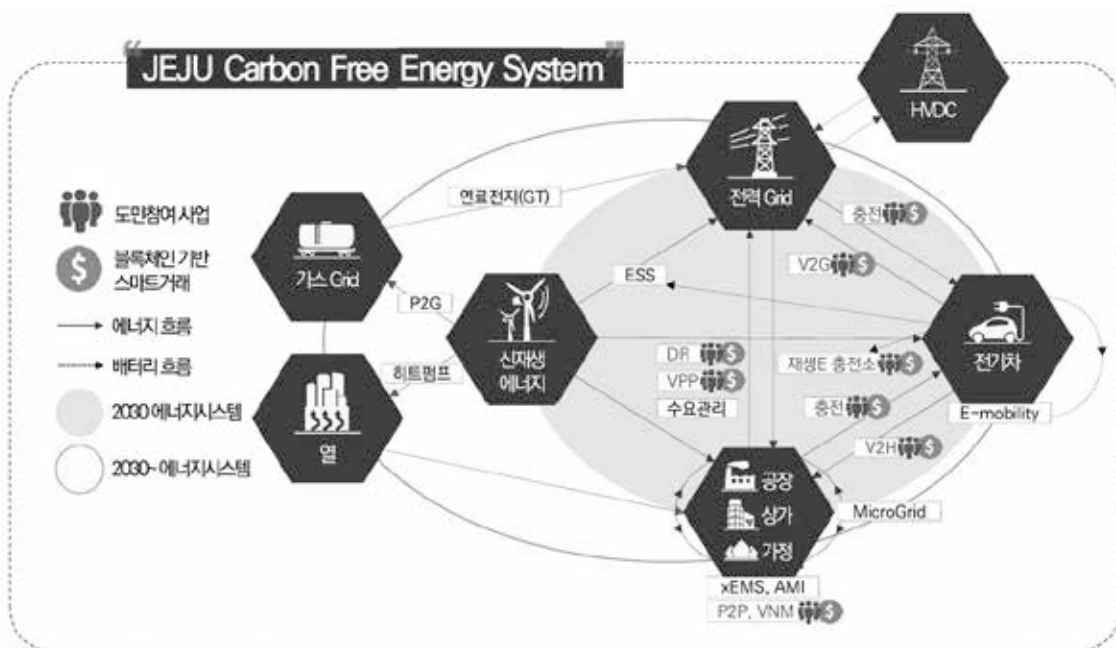 "JEJU Carbon Free Energy System"
HVDC
전력 Grid
연료전지(GT)
충전
V2G
가스 Grid
ESS
P2G
신재생
에너지
히트펌프
열
DR
VPP
수요관리
재생E 충전소
충전
V2H
전기차
E-mobility
공장
상가
가정
MicroGrid
xEMS, AMI
P2P, VNM
도민참여 사업
블록체인 기반
스마트거래
에너지 흐름
배터리 흐름
2030 에너지시스템
2030~ 에너지시스템